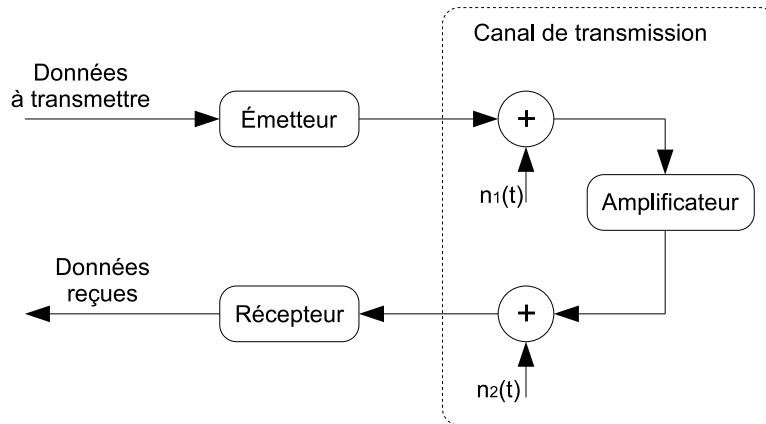 Canal de transmission
Données
à transmettre
Émetteur
+
n1(t)
Amplificateur
Données
reçues
Récepteur
+
n2(t)